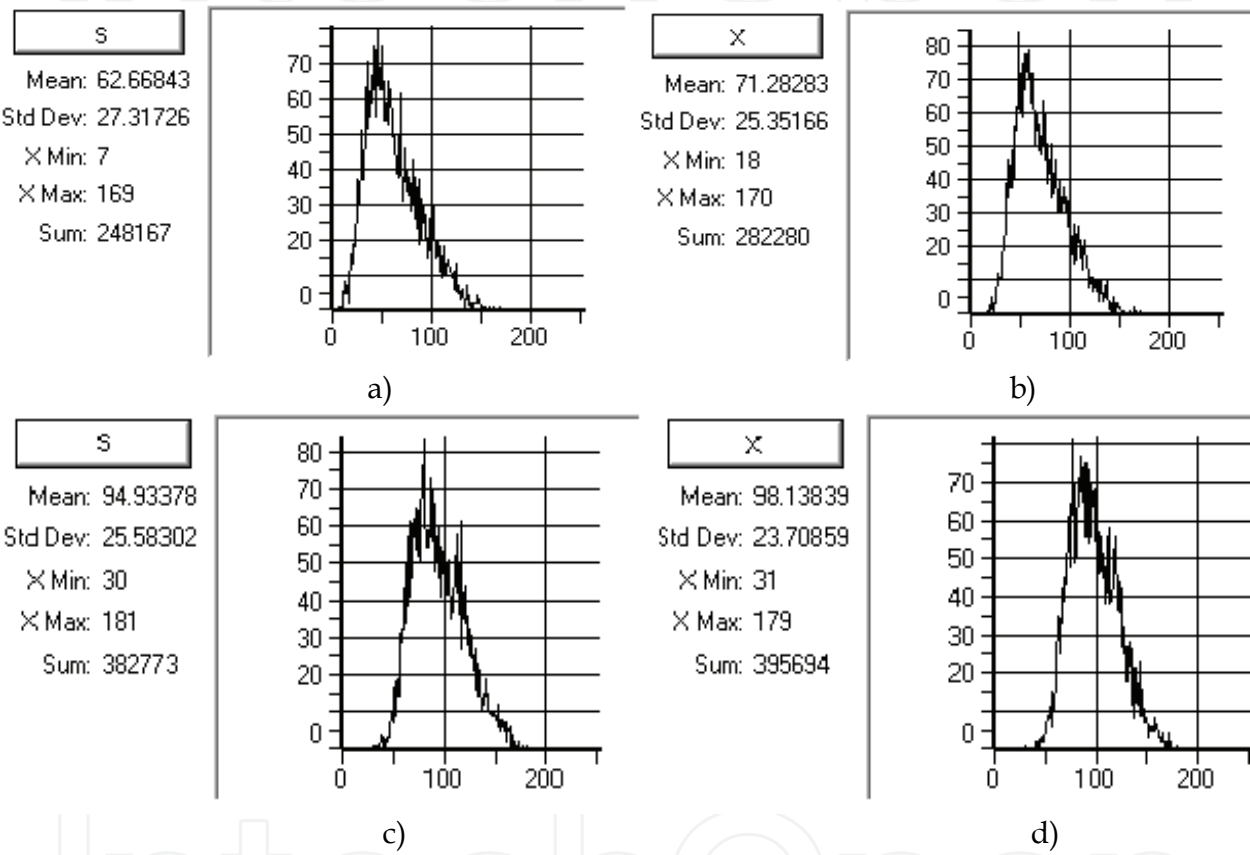 S
Mean: 62.66843
Std Dev: 27.31726
X Min: 7
X Max: 169
Sum: 248167
70
60
50
40
30
20
0
0 100 200
a)
X
Mean: 71.28283
Std Dev: 25.35166
X Min: 18
X Max: 170
Sum: 282280
80
70
60
50
40
30
20
0
0 100 200
b)
S
Mean: 94.93378
Std Dev: 25.58302
X Min: 30
X Max: 181
Sum: 382773
80
70
60
50
40
30
20
0
0 100 200
c)
X
Mean: 98.13839
Std Dev: 23.70859
X Min: 31
X Max: 179
Sum: 395694
70
60
50
40
30
20
0
0 100 200
d)